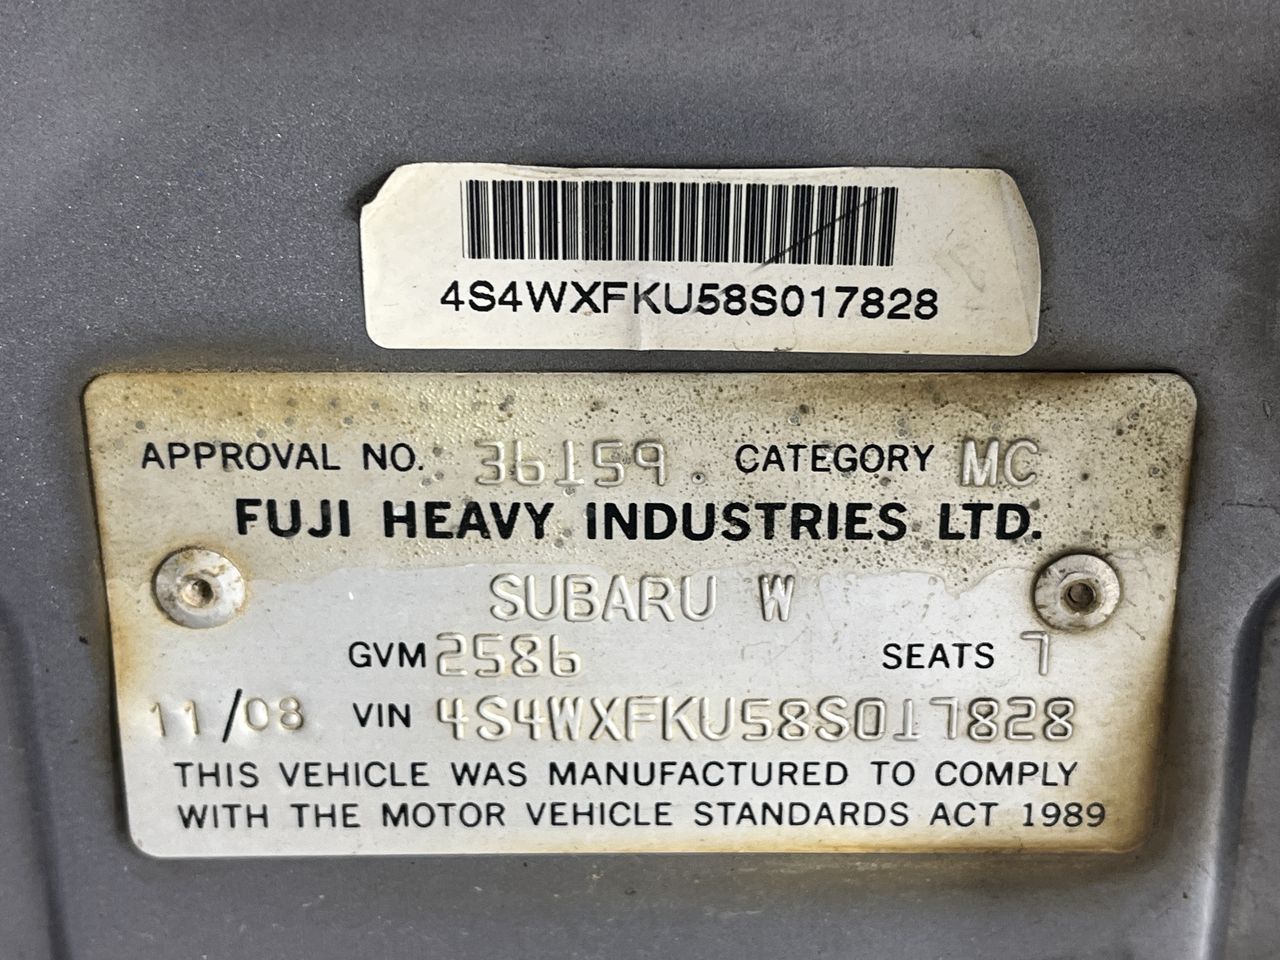 4S4WXFKU58S017828
APPROVAL NO. 36159. CATEGORY MC
FUJI HEAVY INDUSTRIES LTD.
SUBARU W
GVM 2586 SEATS 7
11/08 VIN 4S4WXFKU58S017828
THIS VEHICLE WAS MANUFACTURED TO COMPLY
WITH THE MOTOR VEHICLE STANDARDS ACT 1989